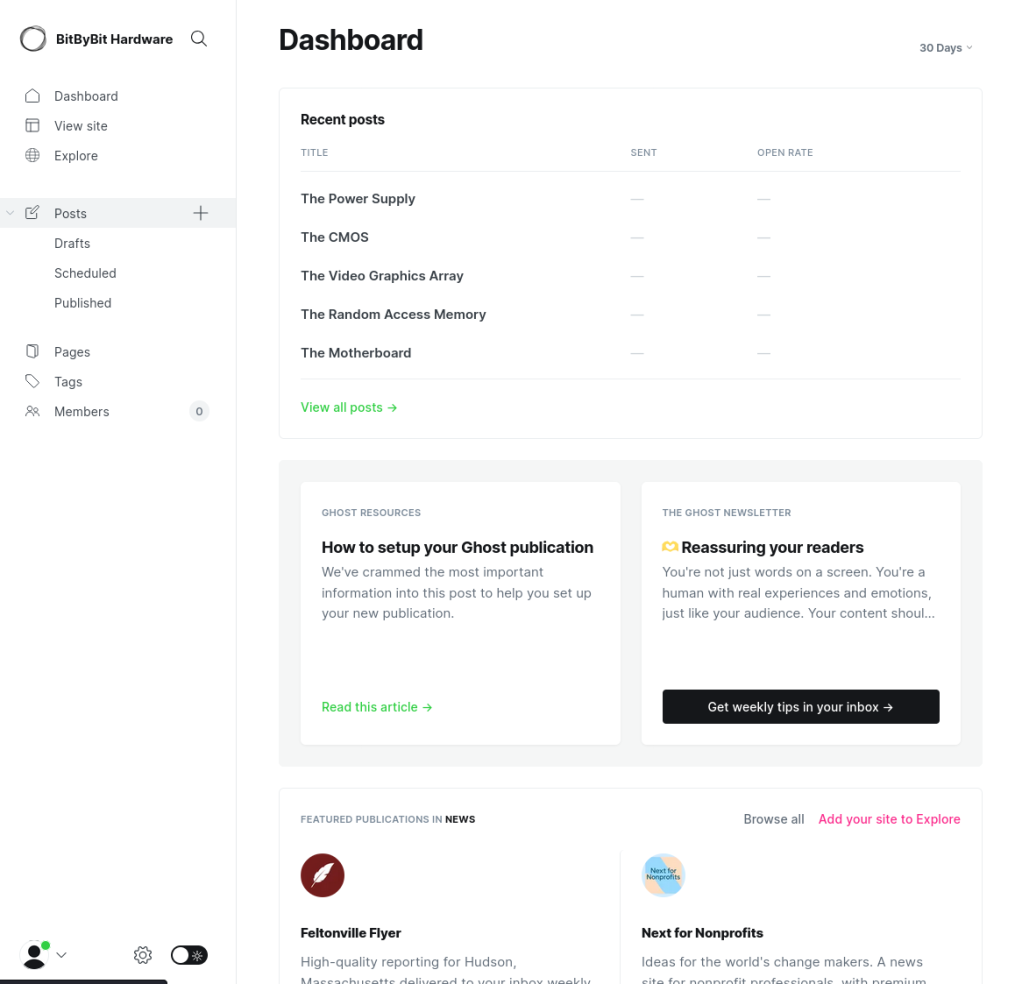 BitByBit Hardware
Dashboard
View site
Explore
Posts
Drafts
Scheduled
Published
Pages
Tags
Members
0
Dashboard
30 Days
Recent posts
TITLE SENT OPEN RATE
The Power Supply — —
The CMOS — —
The Video Graphics Array — —
The Random Access Memory — —
The Motherboard — —
View all posts →
GHOST RESOURCES
How to setup your Ghost publication
We've crammed the most important
information into this post to help you set up
your new publication.
Read this article →
THE GHOST NEWSLETTER
🫶 Reassuring your readers
You're not just words on a screen. You're a
human with real experiences and emotions,
just like your audience. Your content shoul...
Get weekly tips in your inbox →
FEATURED PUBLICATIONS IN NEWS
Browse all
Add your site to Explore
Feltonville Flyer
High-quality reporting for Hudson,
Massachusetts delivered to your inbox weekly
Next for
Nonprofits
Next for Nonprofits
Ideas for the world's change makers. A news
site for nonprofit professionals, with premium